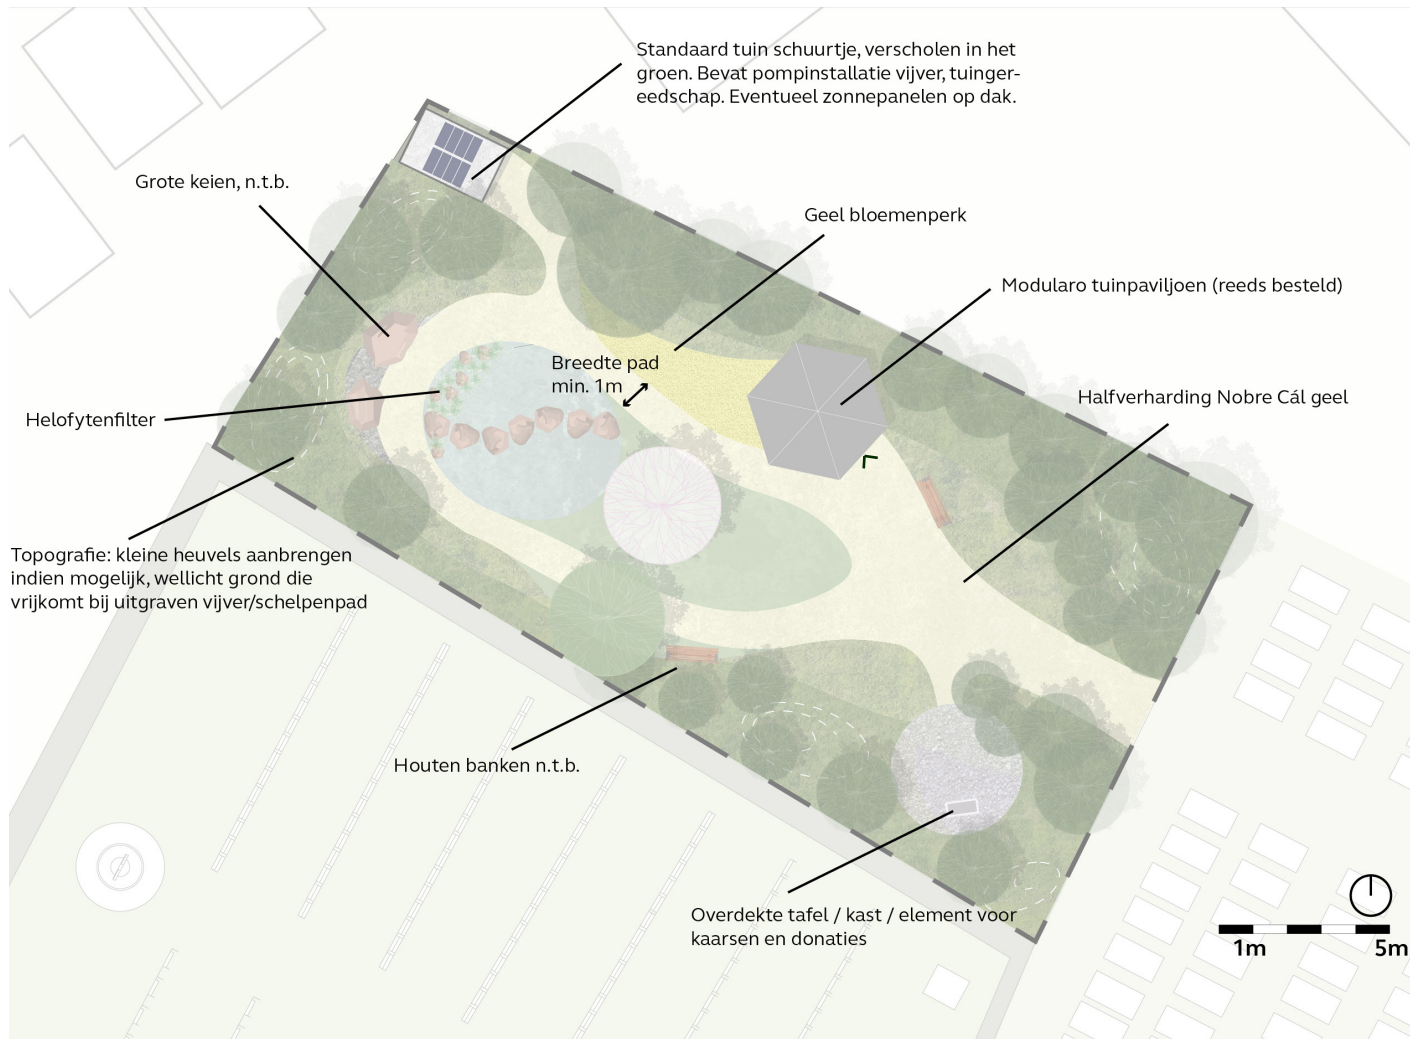 Standaard tuin schuurtje, verscholen in het
groen. Bevat pompinstallatie vijver, tuinger-
eedschap. Eventueel zonnepanelen op dak.
Grote keien, n.t.b.
Geel bloemenperk
Modularo tuinpaviljoen (reeds besteld)
Breedte pad
min. 1m
Halfverharding Nobre Cál geel
Helofytenfilter
Topografie: kleine heuvels aanbrengen
indien mogelijk, wellicht grond die
vrijkomt bij uitgraven vijver/schelpenpad
Houten banken n.t.b.
Overdekte tafel / kast / element voor
kaarsen en donaties
1m
5m